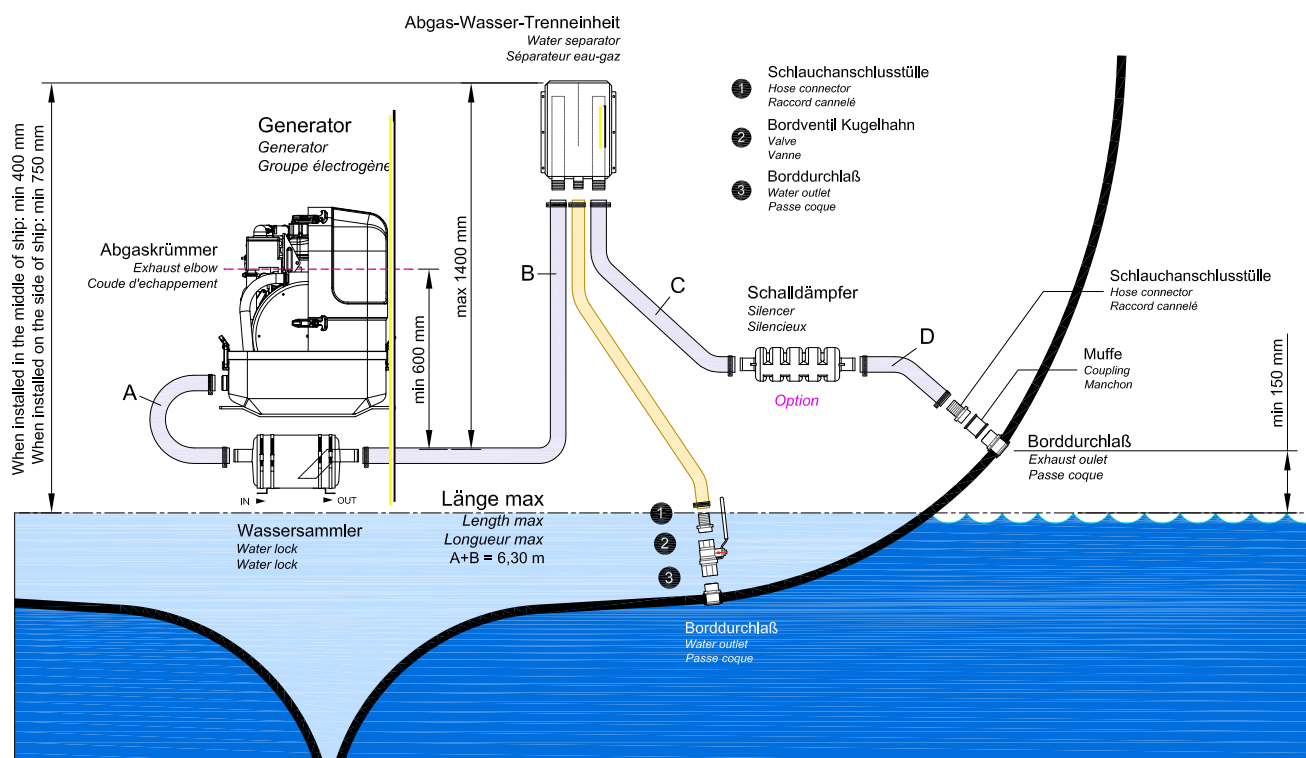 Abgas-Wasser-Trenneinheit
Water separator
Séparateur eau-gaz
When installed in the middle of ship: min 400 mm
When installed on the side of ship: min 750 mm
Generator
Generator
Groupe électrogène
1
Schlauchanschlusstülle
Hose connector
Raccord cannelé
2
Bordventil Kugelhahn
Valve
Vanne
3
Borddurchlaß
Water outlet
Passe coque
Abgaskrümmer
Exhaust elbow
Coude d'echappement
max 1400 mm
min 600 mm
A
B
C
D
Schalldämpfer
Silencer
Silencieux
Option
Schlauchanschlusstülle
Hose connector
Raccord cannelé
Muffe
Coupling
Manchon
min 150 mm
Borddurchlaß
Exhaust oulet
Passe coque
IN
OUT
Wassersammler
Water lock
Water lock
Länge max
Length max
Longueur max
A+B = 6,30 m
1
2
3
Borddurchlaß
Water outlet
Passe coque